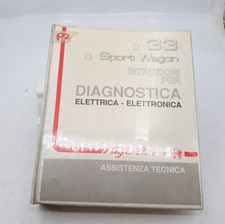 33
Sport Wagon
ISTRUZIONI
PER
DIAGNOSTICA
ELETTRICA - ELETTRONICA
ASSISTENZA TECNICA